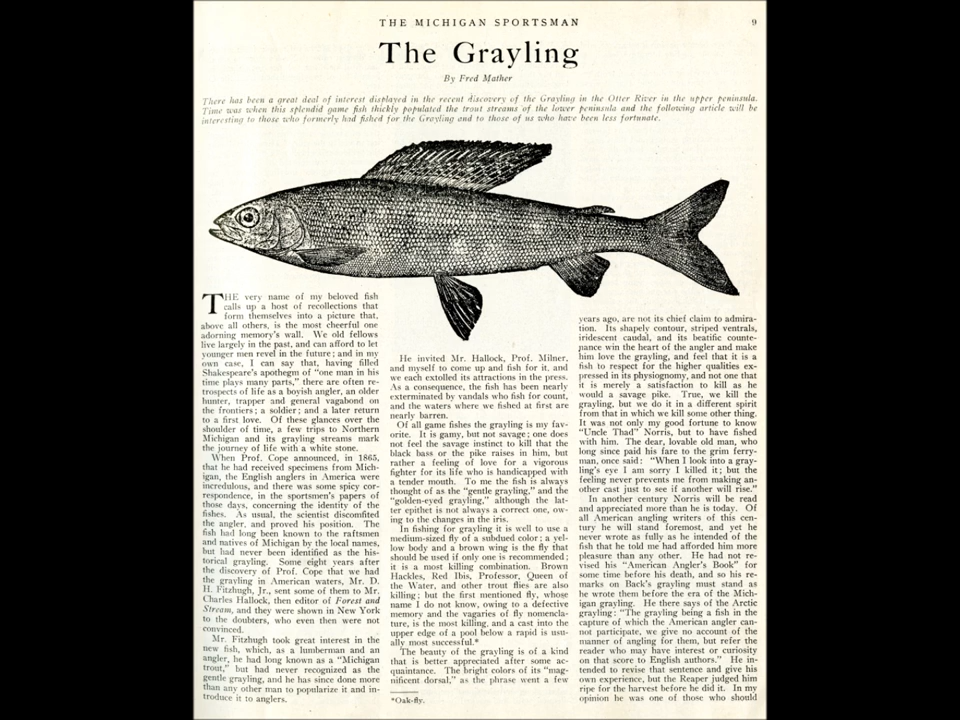 THE MICHIGAN SPORTSMAN
9
The Grayling
By Fred Mather
There has been a great deal of interest displayed in the recent discovery of the Grayling in the Otter River in the upper peninsula.
Time was when this splendid game fish thickly populated the trout streams of the lower peninsula and the following article will be
interesting to those who formerly had fished for the Grayling and to those of us who have been less fortunate.
THE very name of my beloved fish
calls up a host of recollections that
form themselves into a picture that,
above all others, is the most cheerful one
adorning memory's wall. We old fellows
live largely in the past, and can afford to let
younger men revel in the future; and in my
own case, I can say that, having filled
Shakespeare's apothegm of "one man in his
time plays many parts," there are often re-
trospects of life as a boyish angler, an older
hunter, trapper and general vagabond on
the frontiers; a soldier; and a later return
to a first love. Of these glances over the
shoulder of time, a few trips to Northern
Michigan and its grayling streams mark
the journey of life with a white stone.
When Prof. Cope announced, in 1865,
that he had received specimens from Mich-
igan, the English anglers in America were
incredulous, and there was some spicy cor-
respondence, in the sportsmen's papers of
those days, concerning the identity of the
fishes. As usual, the scientist discomfited
the angler, and proved his position. The
fish had long been known to the raftsmen
and natives of Michigan by the local names,
but had never been identified as the his-
torical grayling. Some eight years after
the discovery of Prof. Cope that we had
the grayling in American waters, Mr. D.
H. Fitzhugh, Jr., sent some of them to Mr.
Charles Hallock, then editor of Forest and
Stream, and they were shown in New York
to the doubters, who even then were not
convinced.
Mr. Fitzhugh took great interest in the
new fish, which, as a lumberman and an
angler, he had long known as a "Michigan
trout," but had never recognized as the
gentle grayling, and he has since done more
than any other man to popularize it and in-
troduce it to anglers.
He invited Mr. Hallock, Prof. Milner,
and myself to come up and fish for it, and
we each extolled its attractions in the press.
As a consequence, the fish has been nearly
exterminated by vandals who fish for count,
and the waters where we fished at first are
nearly barren.
Of all game fishes the grayling is my fav-
orite. It is gamy, but not savage; one does
not feel the savage instinct to kill that the
black bass or the pike raises in him, but
rather a feeling of love for a vigorous
fighter for its life who is handicapped with
a tender mouth. To me the fish is always
thought of as the "gentle grayling," and the
"golden-eyed grayling," although the lat-
ter epithet is not always a correct one, ow-
ing to the changes in the iris.
In fishing for grayling it is well to use a
medium-sized fly of a subdued color; a yel-
low body and a brown wing is the fly that
should be used if only one is recommended;
it is a most killing combination. Brown
Hackles, Red Ibis, Professor, Queen of
the Water, and other trout flies are also
killing; but the first mentioned fly, whose
name I do not know, owing to a defective
memory and the vagaries of fly nomencla-
ture, is the most killing, and a cast into the
upper edge of a pool below a rapid is usu-
ally most successful.*
The beauty of the grayling is of a kind
that is better appreciated after some ac-
quaintance. The bright colors of its "mag-
nificent dorsal," as the phrase went a few
*Oak-fly.
years ago, are not its chief claim to admira-
tion. Its shapely contour, striped ventrals,
iridescent caudal, and its beatific counte-
nance win the heart of the angler and make
him love the grayling, and feel that it is a
fish to respect for the higher qualities ex-
pressed in its physiognomy, and not one that
it is merely a satisfaction to kill as he
would a savage pike. True, we kill the
grayling, but we do it in a different spirit
from that in which we kill some other thing.
It was not only my good fortune to know
"Uncle Thad" Norris, but to have fished
with him. The dear, lovable old man, who
long since paid his fare to the grim ferry-
man, once said: "When I look into a gray-
ling's eye I am sorry I killed it; but the
feeling never prevents me from making an-
other cast just to see if another will rise."
In another century Norris will be read
and appreciated more than he is today. Of
all American angling writers of this cen-
tury he will stand foremost, and yet he
never wrote as fully as he intended of the
fish that he told me had afforded him more
pleasure than any other. He had not re-
vised his "American Angler's Book" for
some time before his death, and so his re-
marks on Back's grayling must stand as
he wrote them before the era of the Mich-
igan grayling. He there says of the Arctic
grayling: "The grayling being a fish in the
capture of which the American angler can-
not participate, we give no account of the
manner of angling for them, but refer the
reader who may have interest or curiosity
on that score to English authors." He in-
tended to revise that sentence and give his
own experience, but the Reaper judged him
ripe for the harvest before he did it. In my
opinion he was one of those who should